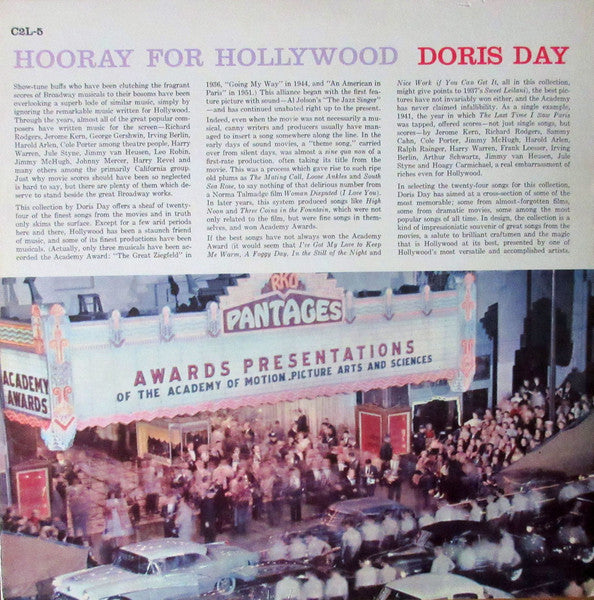 C2L-5
HOORAY FOR HOLLYWOOD DORIS DAY
Show-tune buffs who have been clutching the fragrant
scores of Broadway musicals to their bosoms have been
overlooking a superb lode of similar music, simply by
ignoring the remarkable music written for Hollywood.
Through the years, almost all of the great popular com-
posers have written music for the screen—Richard
Rodgers, Jerome Kern, George Gershwin, Irving Berlin,
Harold Arlen, Cole Porter among theatre people, Harry
Warren, Jule Styne, Jimmy van Heusen, Leo Robin,
Jimmy McHugh, Johnny Mercer, Harry Revel and
many others among the primarily California group.
Just why movie scores should have been so neglected
is hard to say, but there are plenty of them which de-
serve to stand beside the great Broadway works.
This collection by Doris Day offers a sheaf of twenty-
four of the finest songs from the movies and in truth
only skims the surface. Except for a few arid periods
here and there, Hollywood has been a staunch friend
of music, and some of its finest productions have been
musicals. (Actually, only three musicals have been ac-
corded the Academy Award: "The Great Ziegfeld" in
1936, "Going My Way" in 1944, and "An American in
Paris" in 1951.) This alliance began with the first fea-
ture picture with sound—Al Jolson's "The Jazz Singer"
—and has continued unabated right up to the present.
Indeed, even when the movie was not necessarily a mu-
sical, canny writers and producers usually have man-
aged to insert a song somewhere along the line. In the
early days of sound movies, a "theme song," carried
over from silent days, was almost a sine qua non of a
first-rate production, often taking its title from the
movie. This was a process which gave rise to such ripe
old plums as The Mating Call, Loose Ankles and South
Sea Rose, to say nothing of that delirious number from
a Norma Talmadge film Woman Disputed (I Love You).
In later years, this system produced songs like High
Noon and Three Coins in the Fountain, which were not
only related to the film, but were fine songs in them-
selves, and won Academy Awards.
If the best songs have not always won the Academy
Award (it would seem that I've Got My Love to Keep
Me Warm, A Foggy Day, In the Still of the Night and
Nice Work if You Can Get It, all in this collection,
might give points to 1937's Sweet Leilani), the best pic-
tures have not invariably won either, and the Academy
has never claimed infallibility. As a single example,
1941, the year in which The Last Time I Saw Paris
was tapped, offered scores—not just single songs, but
scores—by Jerome Kern, Richard Rodgers, Sammy
Cahn, Cole Porter, Jimmy McHugh, Harold Arlen,
Ralph Rainger, Harry Warren, Frank Loesser, Irving
Berlin, Arthur Schwartz, Jimmy van Heusen, Jule
Styne and Hoagy Carmichael, a real embarrassment of
riches even for Hollywood.
In selecting the twenty-four songs for this collection,
Doris Day has aimed at a cross-section of some of the
most memorable; some from almost-forgotten films,
some from dramatic movies, some among the most
popular songs of all time. In design, the collection is a
kind of impressionistic souvenir of great songs from the
movies, a salute to brilliant craftsmen and the magic
that is Hollywood at its best, presented by one of
Hollywood's most versatile and accomplished artists.
RKO
PANTAGES
AWARDS PRESENTATIONS
OF THE ACADEMY OF MOTION PICTURE ARTS AND SCIENCES
ACADEMY
AWARDS